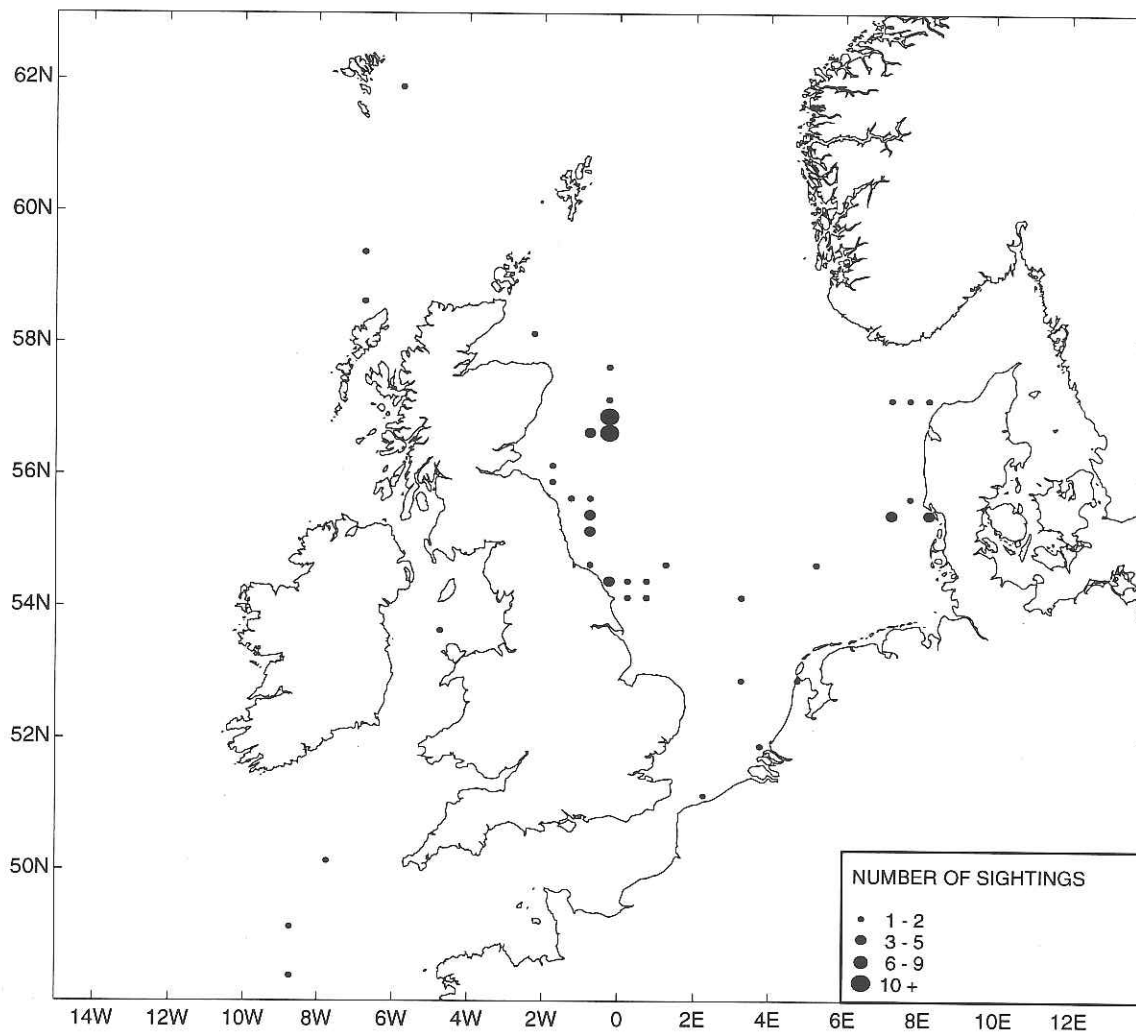 62N
60N
58N
56N
54N
52N
50N
NUMBER OF SIGHTINGS
1 - 2
3 - 5
6 - 9
10 +
14W 12W 10W 8W 6W 4W 2W 0 2E 4E 6E 8E 10E 12E